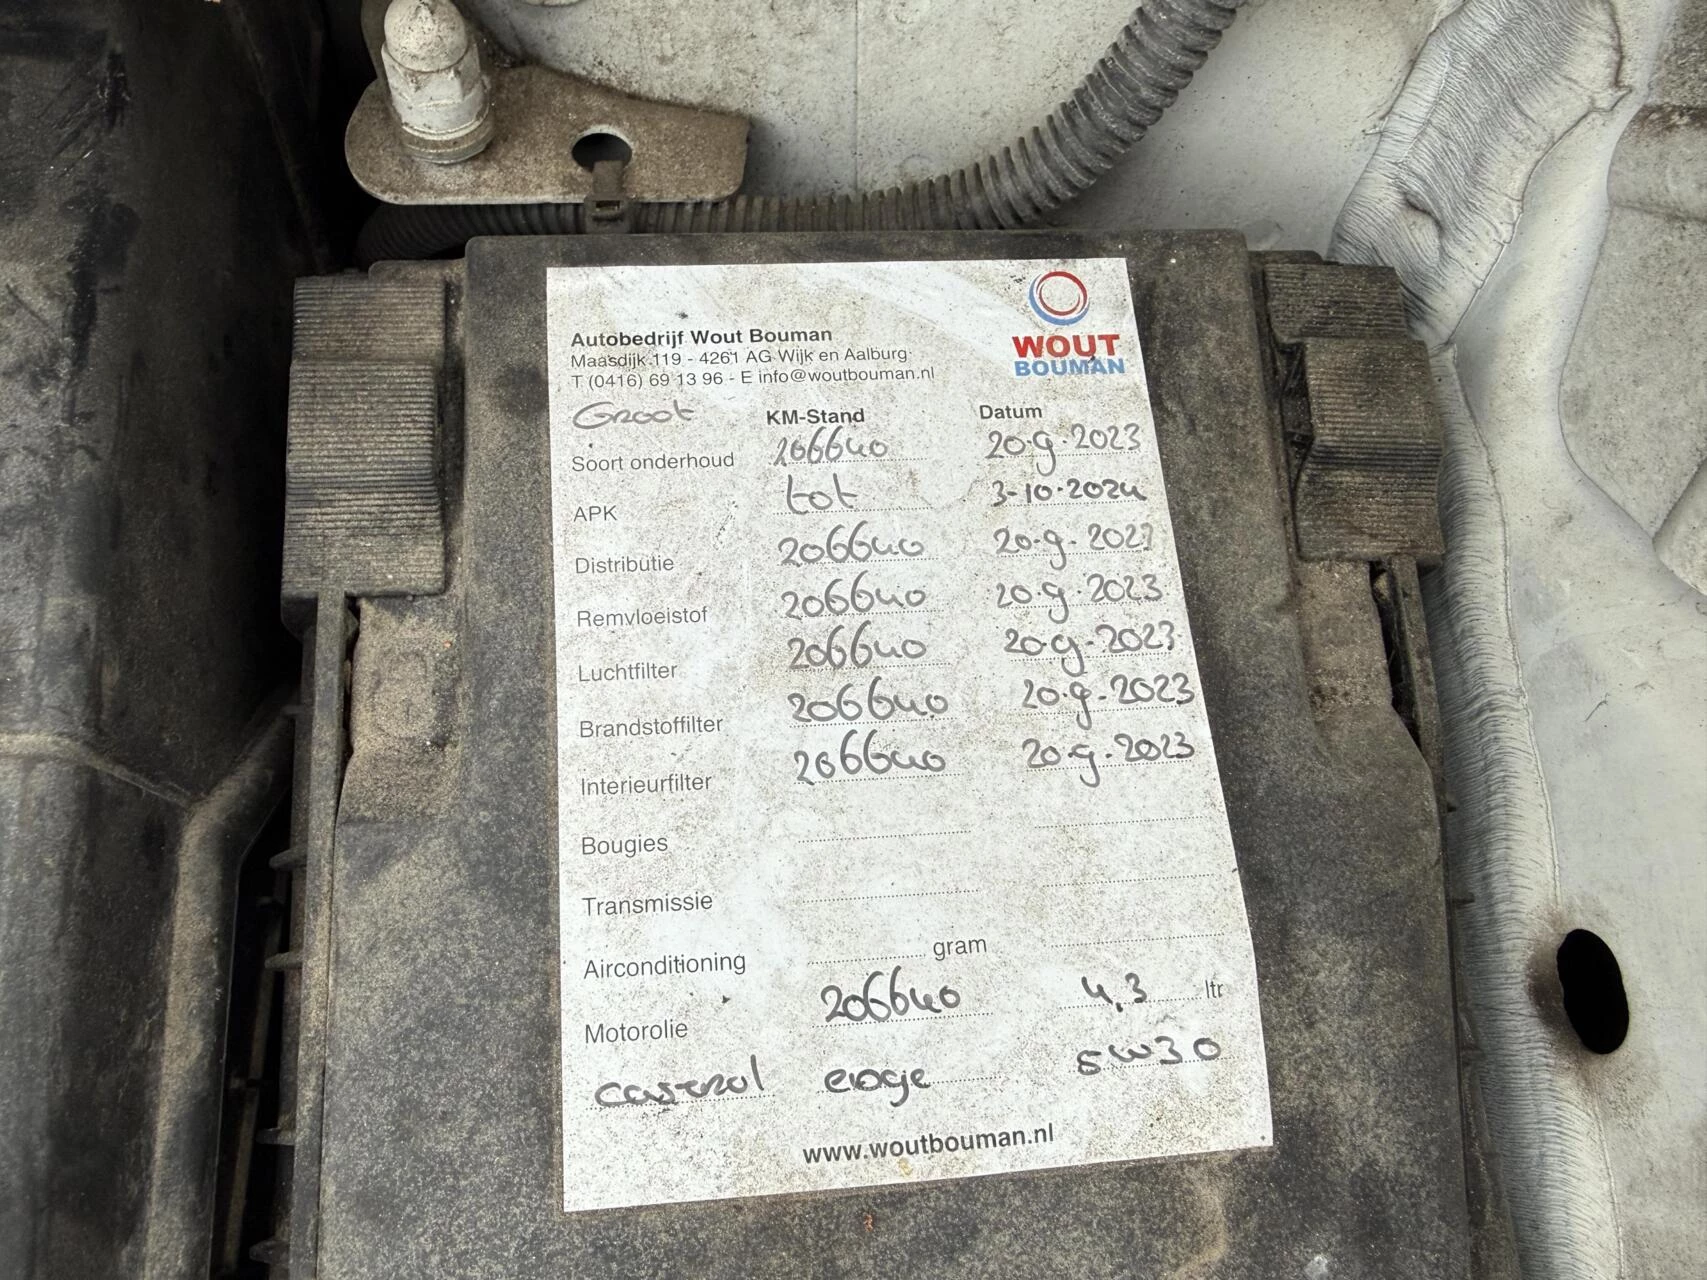 WOUT
BOUMAN
Autobedrijf Wout Bouman
Maasdijk 119 - 4261 AG Wijk en Aalburg
T (0416) 69 13 96 - E info@woutbouman.nl
Groot KM-Stand Datum
Soort onderhoud 206640 20-9-2023
APK tot 3-10-2024
Distributie 206640 20-9-2023
Remvloeistof 206640 20-9-2023
Luchtfilter 206640 20-9-2023
Brandstoffilter 206640 20-9-2023
Interieurfilter 206640 20-9-2023
Bougies
Transmissie
Airconditioning gram
Motorolie 206640 4,3 ltr
castrol edge 5W30
www.woutbouman.nl